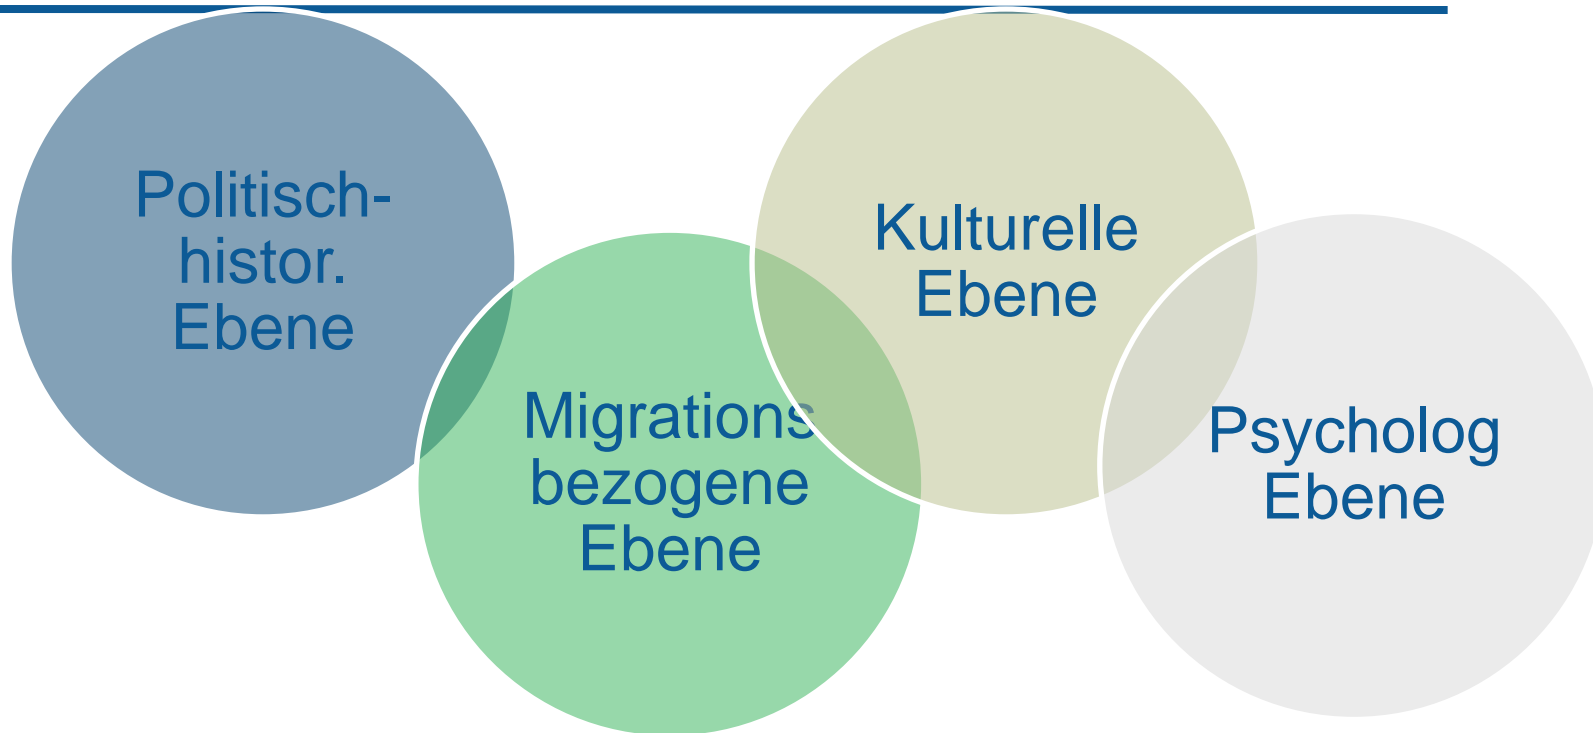 Politisch-
histor.
Ebene
Migrations
bezogene
Ebene
Kulturelle
Ebene
Psycholog
Ebene